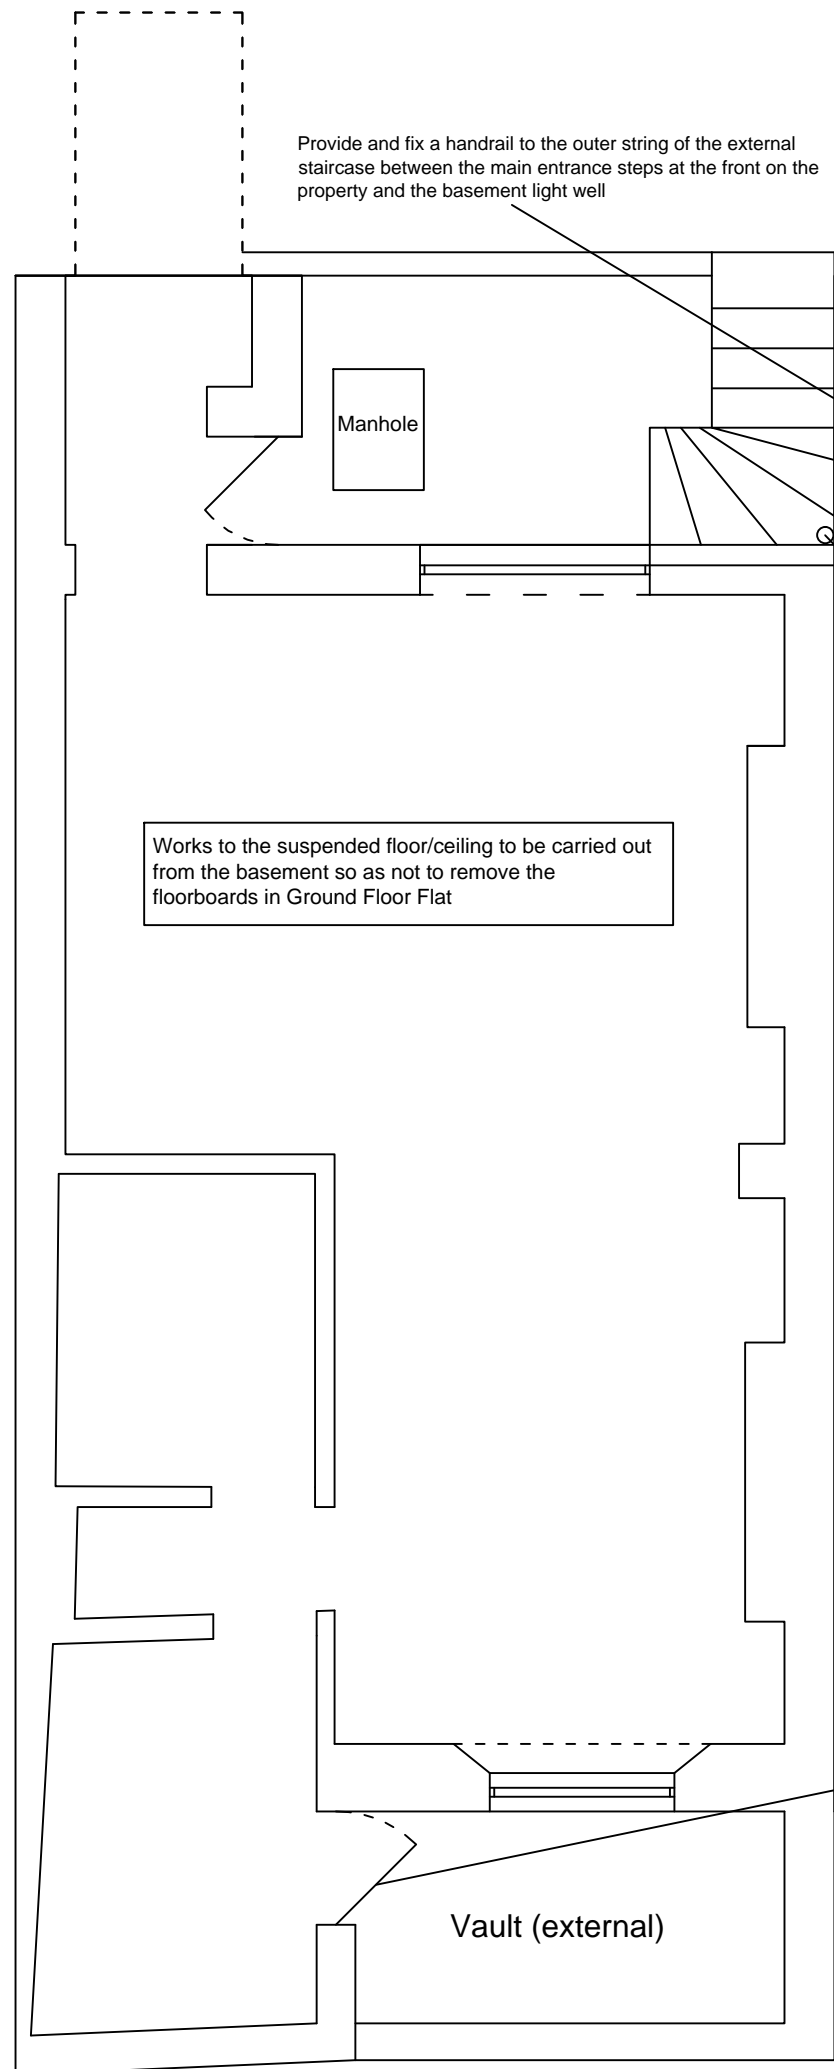 Provide and fix a handrail to the outer string of the external
staircase between the main entrance steps at the front on the
property and the basement light well
Manhole
Works to the suspended floor/ceiling to be carried out
from the basement so as not to remove the
floorboards in Ground Floor Flat
Vault (external)